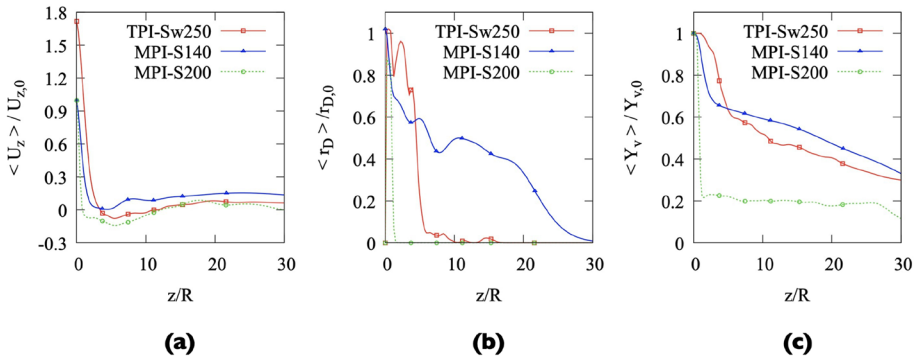 TPI-Sw250
MPI-S140
MPI-S200
< U_z > / U_z,0
1.8
1.5
1.2
0.9
0.6
0.3
0
-0.3
0
10
20
30
z/R
(a)
TPI-Sw250
MPI-S140
MPI-S200
< r_D >/r_D,0
1
0.8
0.6
0.4
0.2
0
0
10
20
30
z/R
(b)
TPI-Sw250
MPI-S140
MPI-S200
< Y_v > / Y_v,0
1
0.8
0.6
0.4
0.2
0
0
10
20
30
z/R
(c)